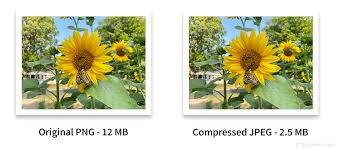 Original PNG - 12 MB
Compressed JPEG - 2.5 MB